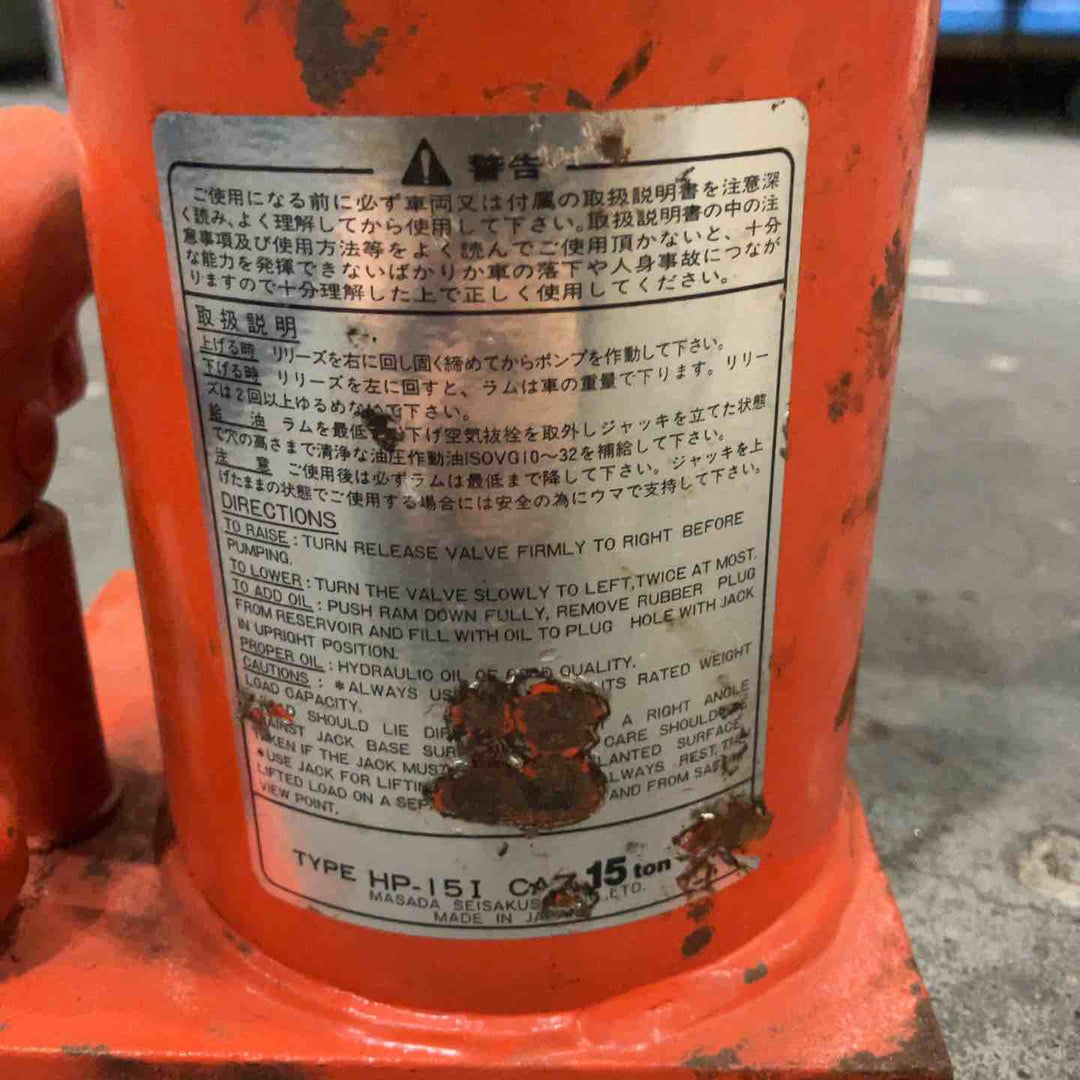 警告
ご使用になる前に必ず車両又は付属の取扱説明書を注意深
く読み、よく理解してから使用して下さい。取扱説明書の中の注
意事項及び使用方法等をよく読んでご使用頂かないと、十分
な能力を発揮できないばかりか車の落下や人身事故につなが
りますので十分理解した上で正しく使用してください。
取扱説明
上げる時 リリーズを右に回し固く締めてからポンプを作動して下さい。
下げる時 リリーズを左に回すと、ラムは車の重量で下ります。リリー
ズは2回以上ゆるめないで下さい。
給油 ラムを最低 下げ空気抜栓を取外しジャッキを立てた状態
で穴の高さまで清浄な油圧作動油ISOVG10〜32を補給して下さい。
注意 ご使用後は必ずラムは最低まで降して下さい。ジャッキを上
げたままの状態でご使用する場合には安全の為にウマで支持して下さい。
DIRECTIONS
TO RAISE : TURN RELEASE VALVE FIRMLY TO RIGHT BEFORE
PUMPING.
TO LOWER : TURN THE VALVE SLOWLY TO LEFT,TWICE AT MOST.
TO ADD OIL : PUSH RAM DOWN FULLY, REMOVE RUBBER PLUG
FROM RESERVOIR AND FILL WITH OIL TO PLUG HOLE WITH JACK
IN UPRIGHT POSITION.
PROPER OIL : HYDRAULIC OIL OF GOOD QUALITY.
CAUTIONS : *ALWAYS ITS RATED WEIGHT
LOAD CAPACITY.
SHOULD LIE A RIGHT ANGLE
JACK BASE CARE SHOULD BE
TAKEN IF THE JACK MUST SURFACE.
*USE JACK FOR ALWAYS REST THE
LIFTED LOAD ON A AND FROM
VIEW POINT.
TYPE HP-15I 15 ton
MASADA
MADE IN JAPAN